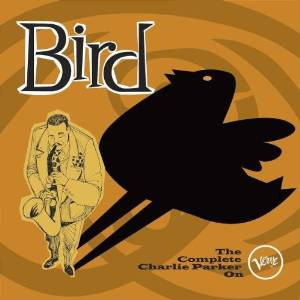 Bird
The
Complete
Charlie Parker
On
Verve